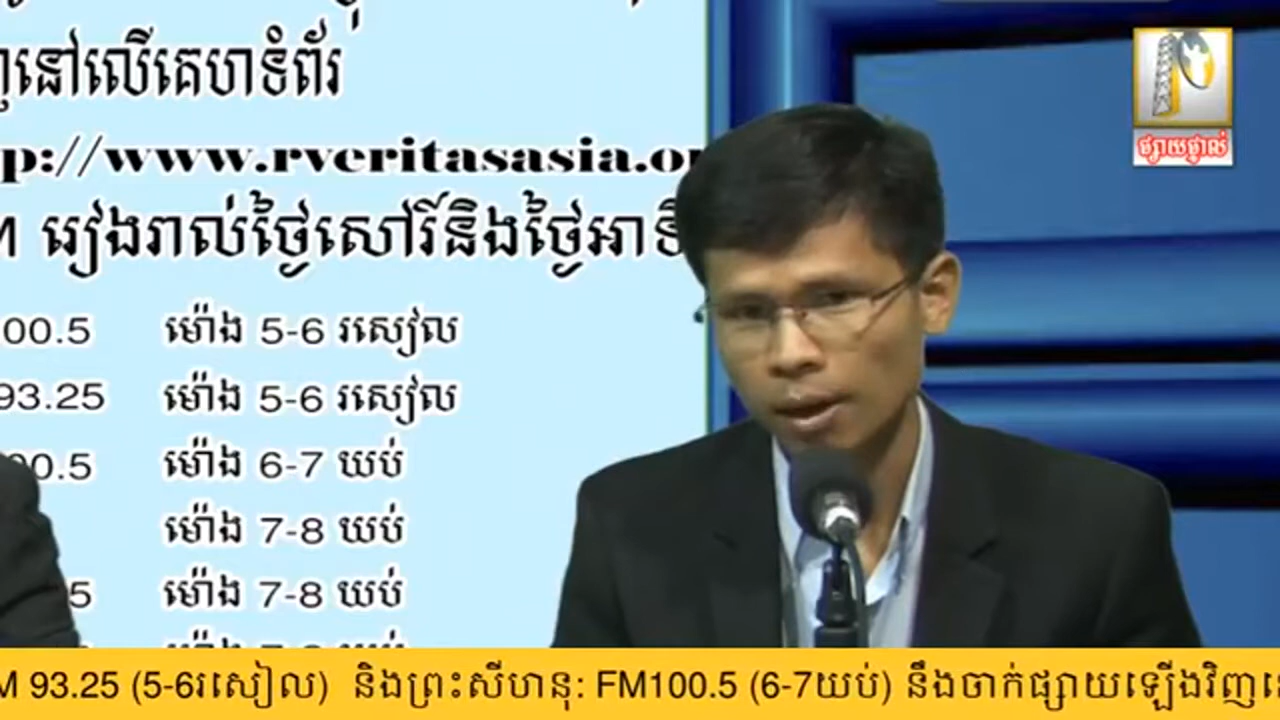 នៅលើគេហទំព័រ
p://www.rveritasasia.o
រៀងរាល់ថ្ងៃសៅរ៍និងថ្ងៃអាទិ
00.5 ម៉ោង 5-6 រសៀល
93.25 ម៉ោង 5-6 រសៀល
00.5 ម៉ោង 6-7 យប់
ម៉ោង 7-8 យប់
5 ម៉ោង 7-8 យប់
ផ្សាយផ្ទាល់
M 93.25 (5-6រសៀល) និងព្រះសីហនុ: FM100.5 (6-7យប់) នឹងចាក់ផ្សាយឡើងវិញ